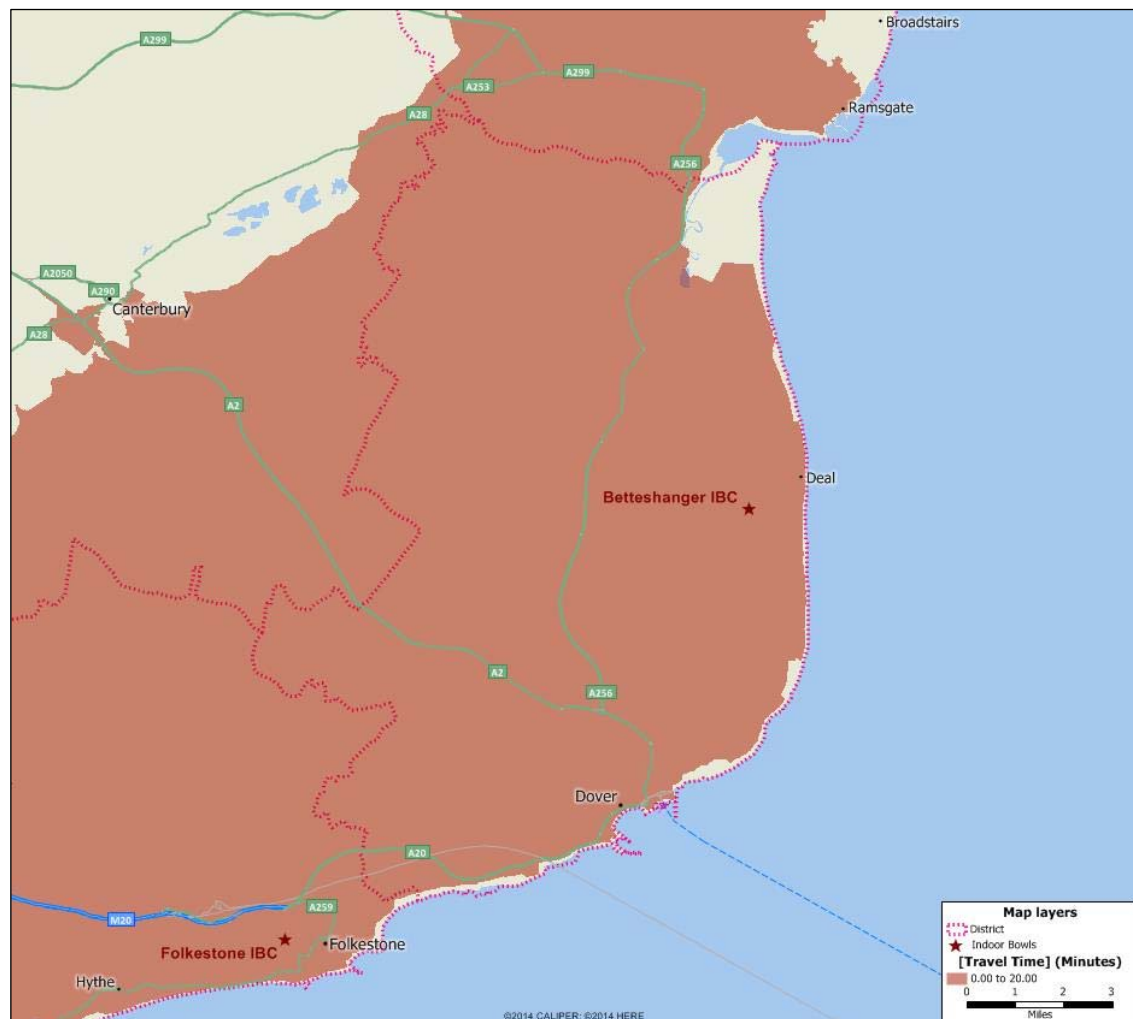 Broadstairs
A299
A299
A253
Ramsgate
A28
A256
A2050
A290
Canterbury
A28
A2
Deal
Betteshanger IBC
A2
A256
Dover
A20
A259
M20
Folkestone
Folkestone IBC
Hythe
Map layers
District
Indoor Bowls
[Travel Time] (Minutes)
0.00 to 20.00
0 1 2 3
Miles
©2014 CALIPER; ©2014 HERE